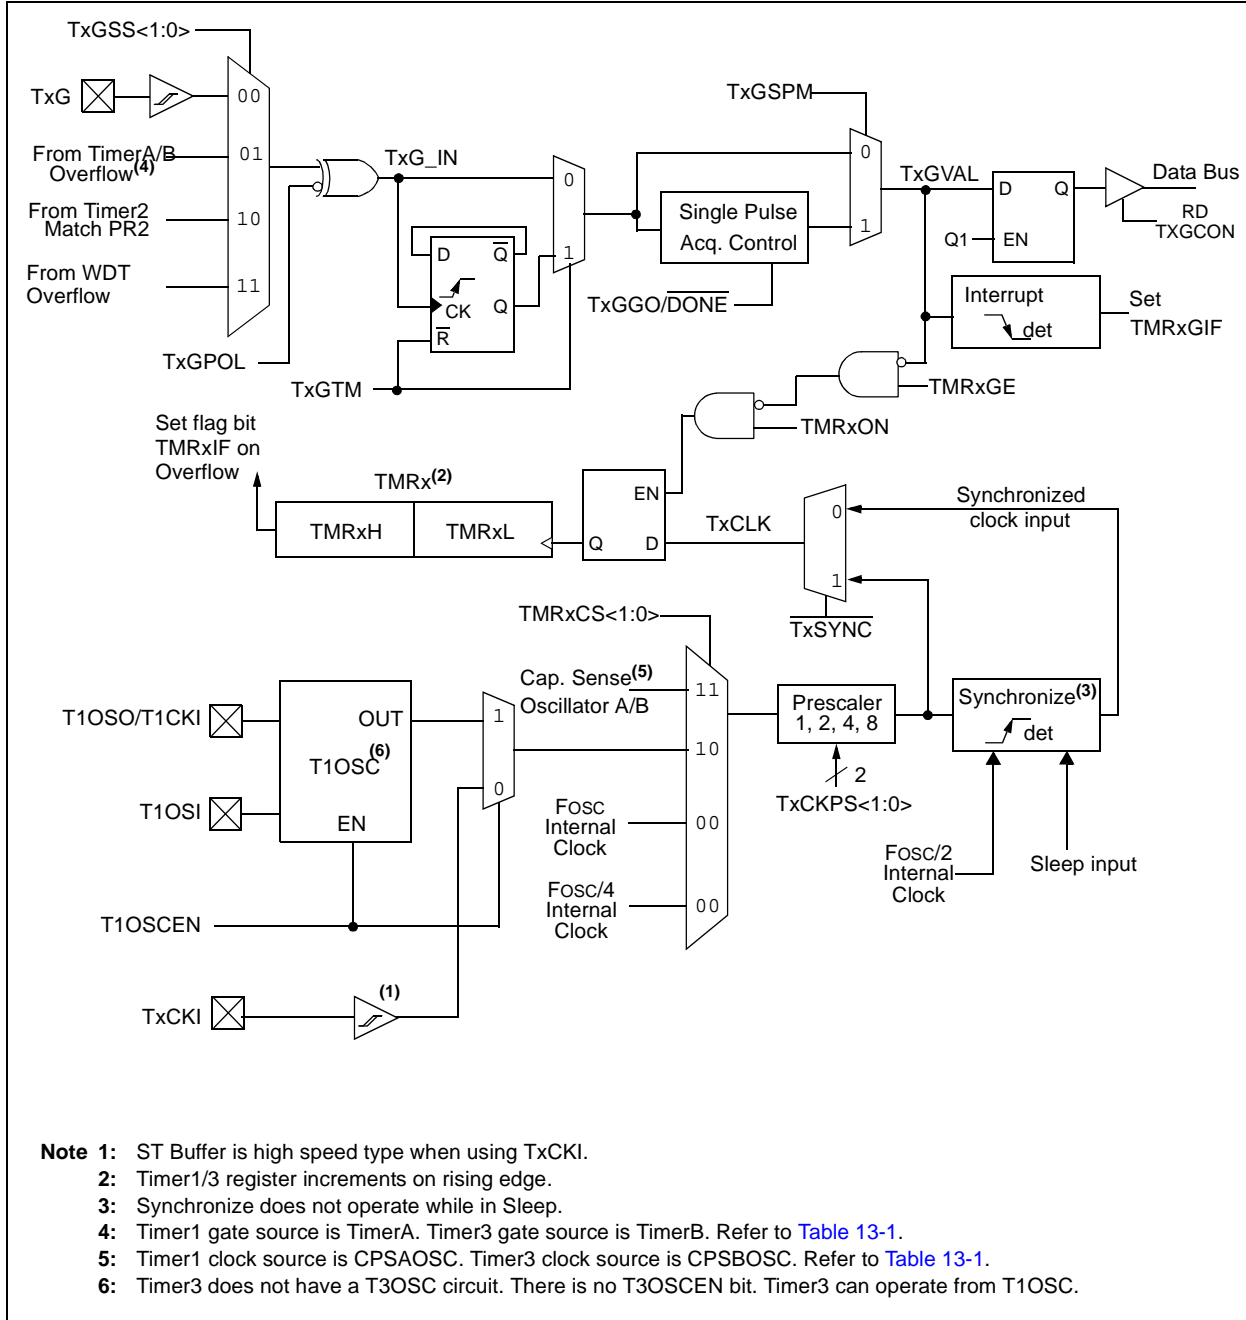 TxGSS<1:0>
TxG
00
From TimerA/B
Overflow(4)
01
From Timer2
Match PR2
10
From WDT
Overflow
11
TxGPOL
TxG_IN
D
Q
CK
Q
R
TxGTM
0
1
TxGSPM
Single Pulse
Acq. Control
TxGGO/DONE
0
1
TxGVAL
D
Q
Q1
EN
Data Bus
RD
TXGCON
Interrupt
det
Set
TMRxGIF
TMRxGE
TMRxON
Set flag bit
TMRxIF on
Overflow
TMRx(2)
TMRxH
TMRxL
EN
Q
D
TxCLK
0
1
TxSYNC
Synchronized
clock input
TMRxCS<1:0>
Cap. Sense(5)
Oscillator A/B
11
10
FOSC
Internal
Clock
00
FOSC/4
Internal
Clock
00
Prescaler
1, 2, 4, 8
2
TxCKPS<1:0>
Synchronize(3)
det
FOSC/2
Internal
Clock
Sleep input
T1OSO/T1CKI
OUT
T1OSC(6)
T1OSI
EN
1
0
T1OSCEN
TxCKI
(1)
Note 1: ST Buffer is high speed type when using TxCKI.
2: Timer1/3 register increments on rising edge.
3: Synchronize does not operate while in Sleep.
4: Timer1 gate source is TimerA. Timer3 gate source is TimerB. Refer to Table 13-1.
5: Timer1 clock source is CPSAOSC. Timer3 clock source is CPSBOSC. Refer to Table 13-1.
6: Timer3 does not have a T3OSC circuit. There is no T3OSCEN bit. Timer3 can operate from T1OSC.